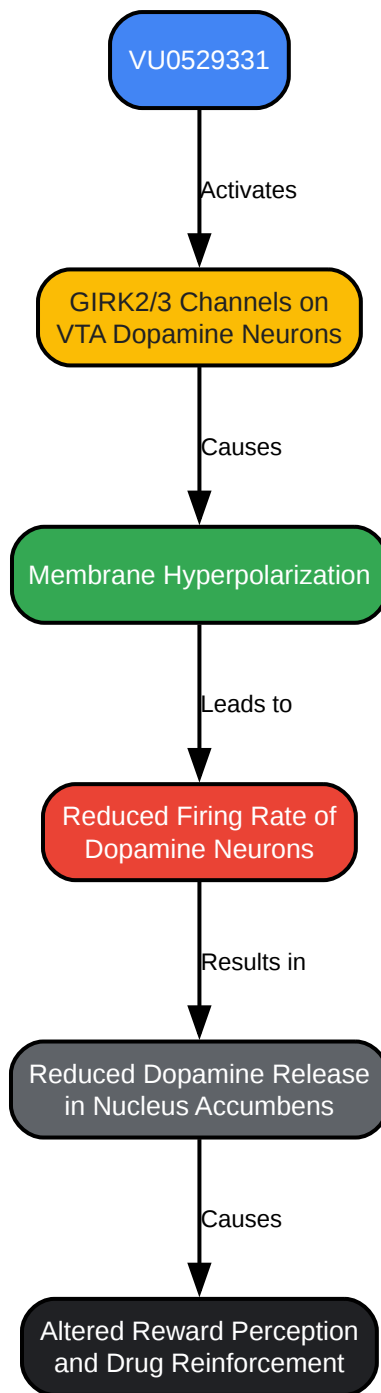 VU0529331
Activates
GIRK2/3 Channels on
VTA Dopamine Neurons
Causes
Membrane Hyperpolarization
Leads to
Reduced Firing Rate of
Dopamine Neurons
Results in
Reduced Dopamine Release
in Nucleus Accumbens
Causes
Altered Reward Perception
and Drug Reinforcement